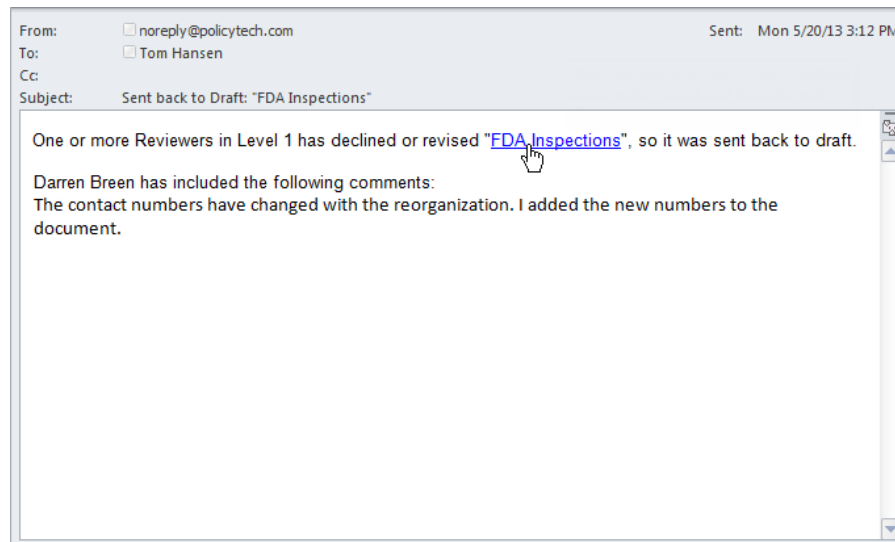 From: noreply@policytech.com Sent: Mon 5/20/13 3:12 PM
To: Tom Hansen
Cc:
Subject: Sent back to Draft: "FDA Inspections"
One or more Reviewers in Level 1 has declined or revised "FDA Inspections", so it was sent back to draft.
Darren Breen has included the following comments:
The contact numbers have changed with the reorganization. I added the new numbers to the
document.